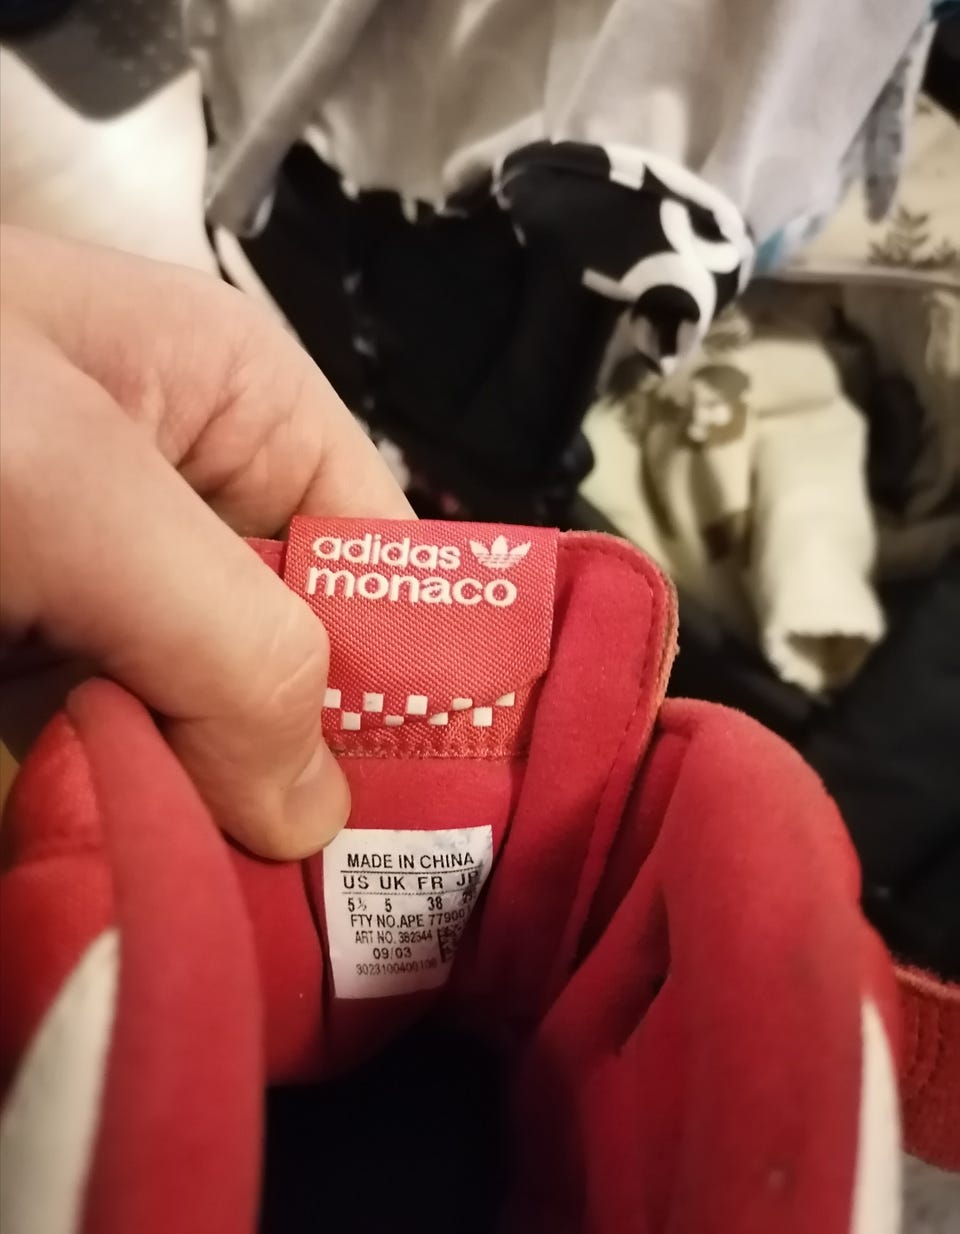 adidas
monaco
MADE IN CHINA
US UK FR JP
5½ 5 38
FTY NO.APE 779001
ART NO. 382344
09/03